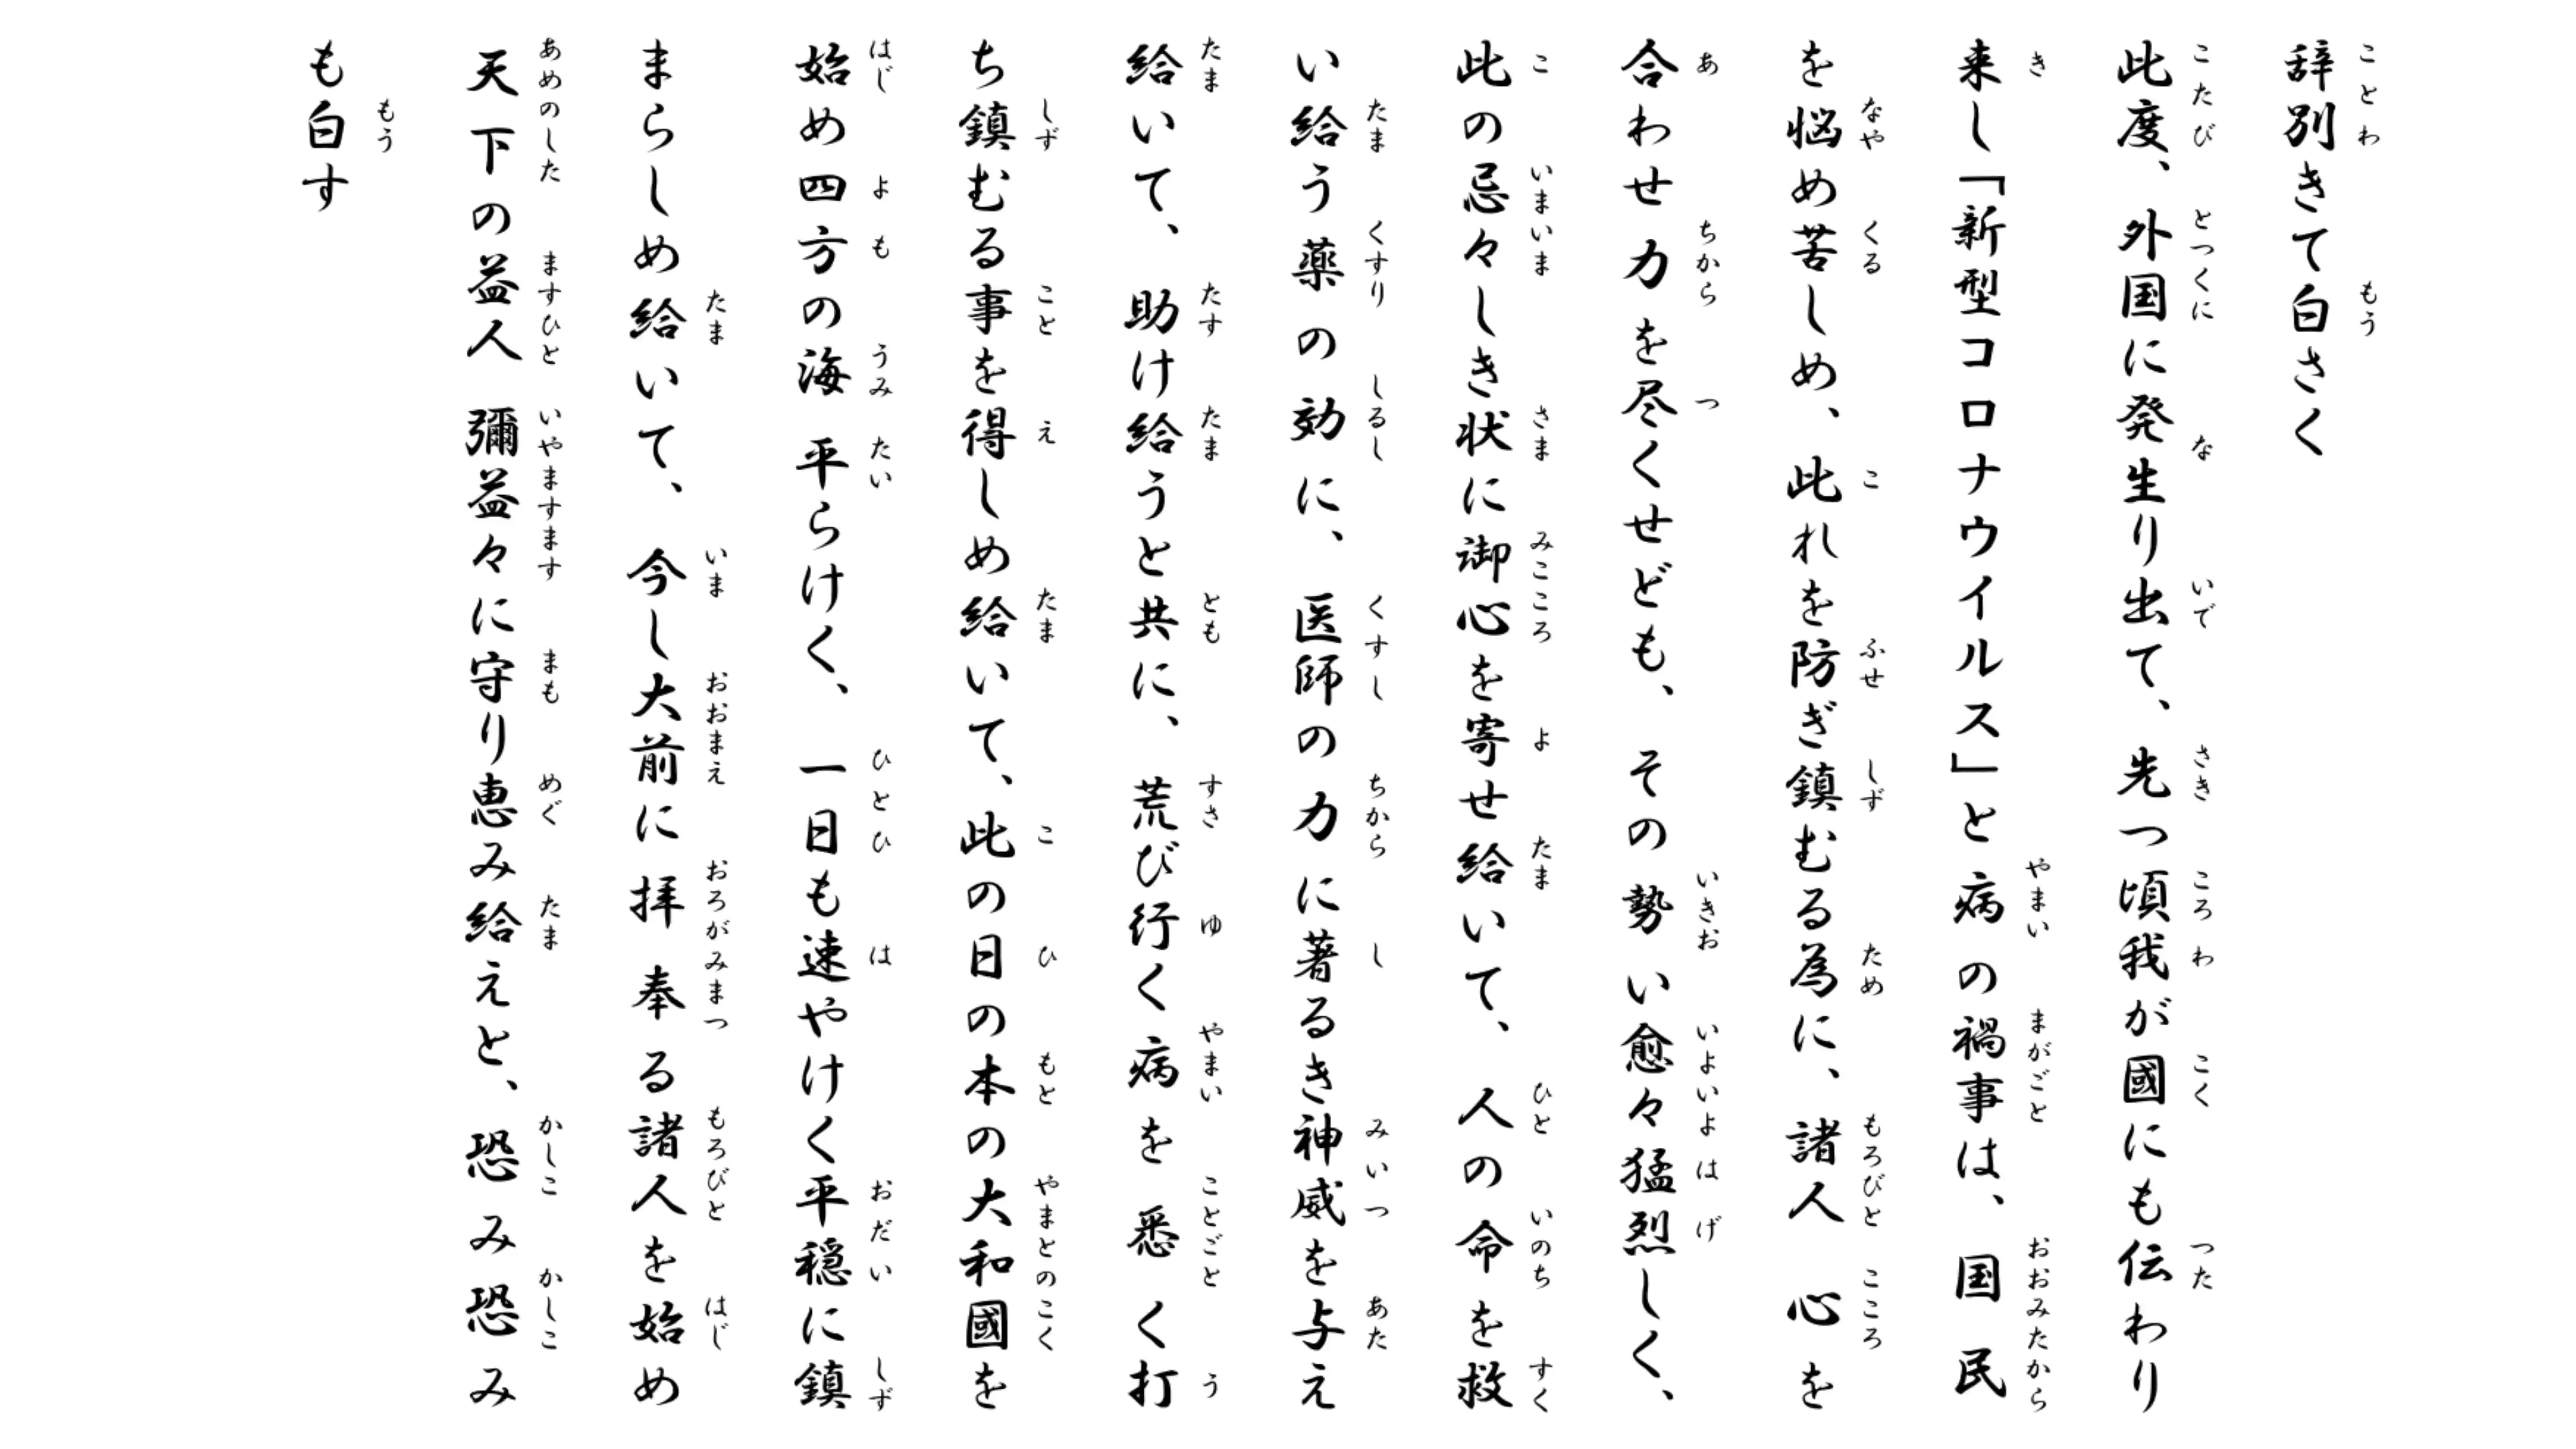 辞別きて白さく
此度、外国に発生り出て、先つ頃我が國にも伝わり
来し「新型コロナウイルス」と病の禍事は、国民
を悩め苦しめ、此れを防ぎ鎮むる為に、諸人心を
合わせ力を尽くせども、その勢い愈々猛烈しく、
此の忌々しき状に御心を寄せ給いて、人の命を救
い給う薬の効に、医師の力に著るき神威を与え
給いて、助け給うと共に、荒び行く病を悉く打
ち鎮むる事を得しめ給いて、此の日の本の大和國を
始め四方の海平らけく、一日も速やけく平穏に鎮
まらしめ給いて、今し大前に拝奉る諸人を始め
天下の益人彌益々に守り恵み給えと、恐み恐み
も白す